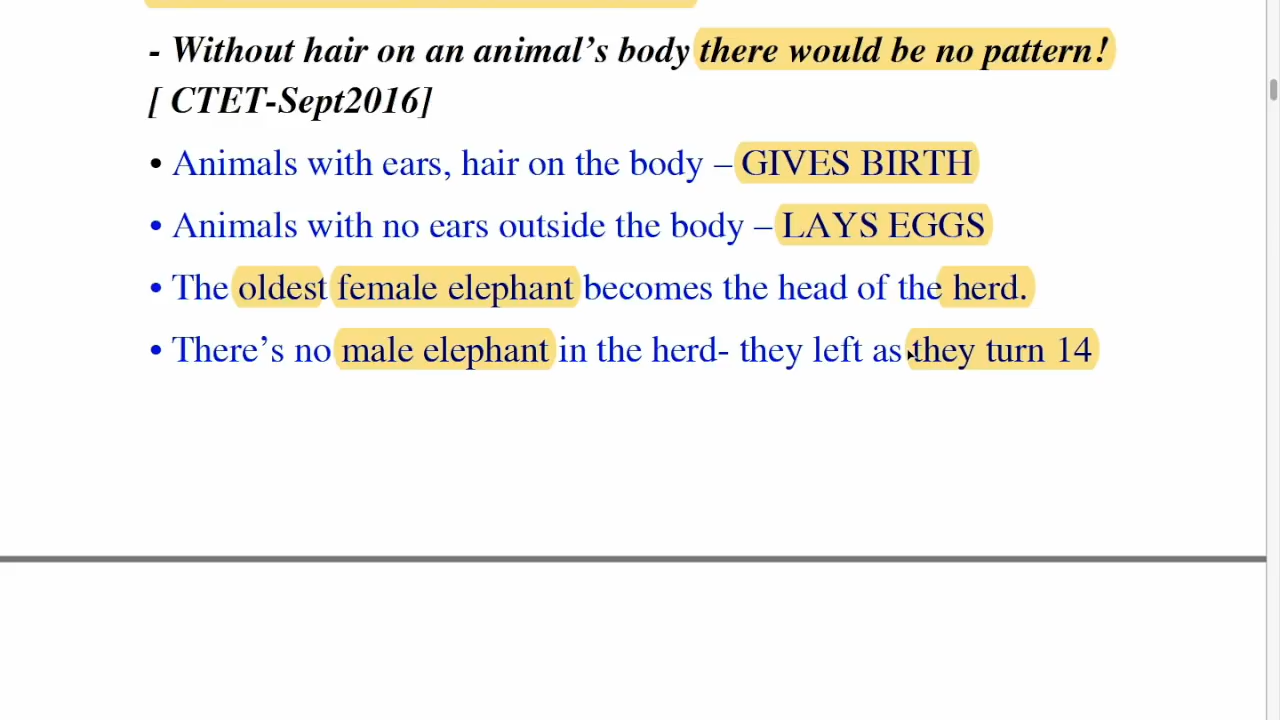 - Without hair on an animal’s body there would be no pattern!
[ CTET-Sept2016]
• Animals with ears, hair on the body – GIVES BIRTH
• Animals with no ears outside the body – LAYS EGGS
• The oldest female elephant becomes the head of the herd.
• There’s no male elephant in the herd- they left as they turn 14